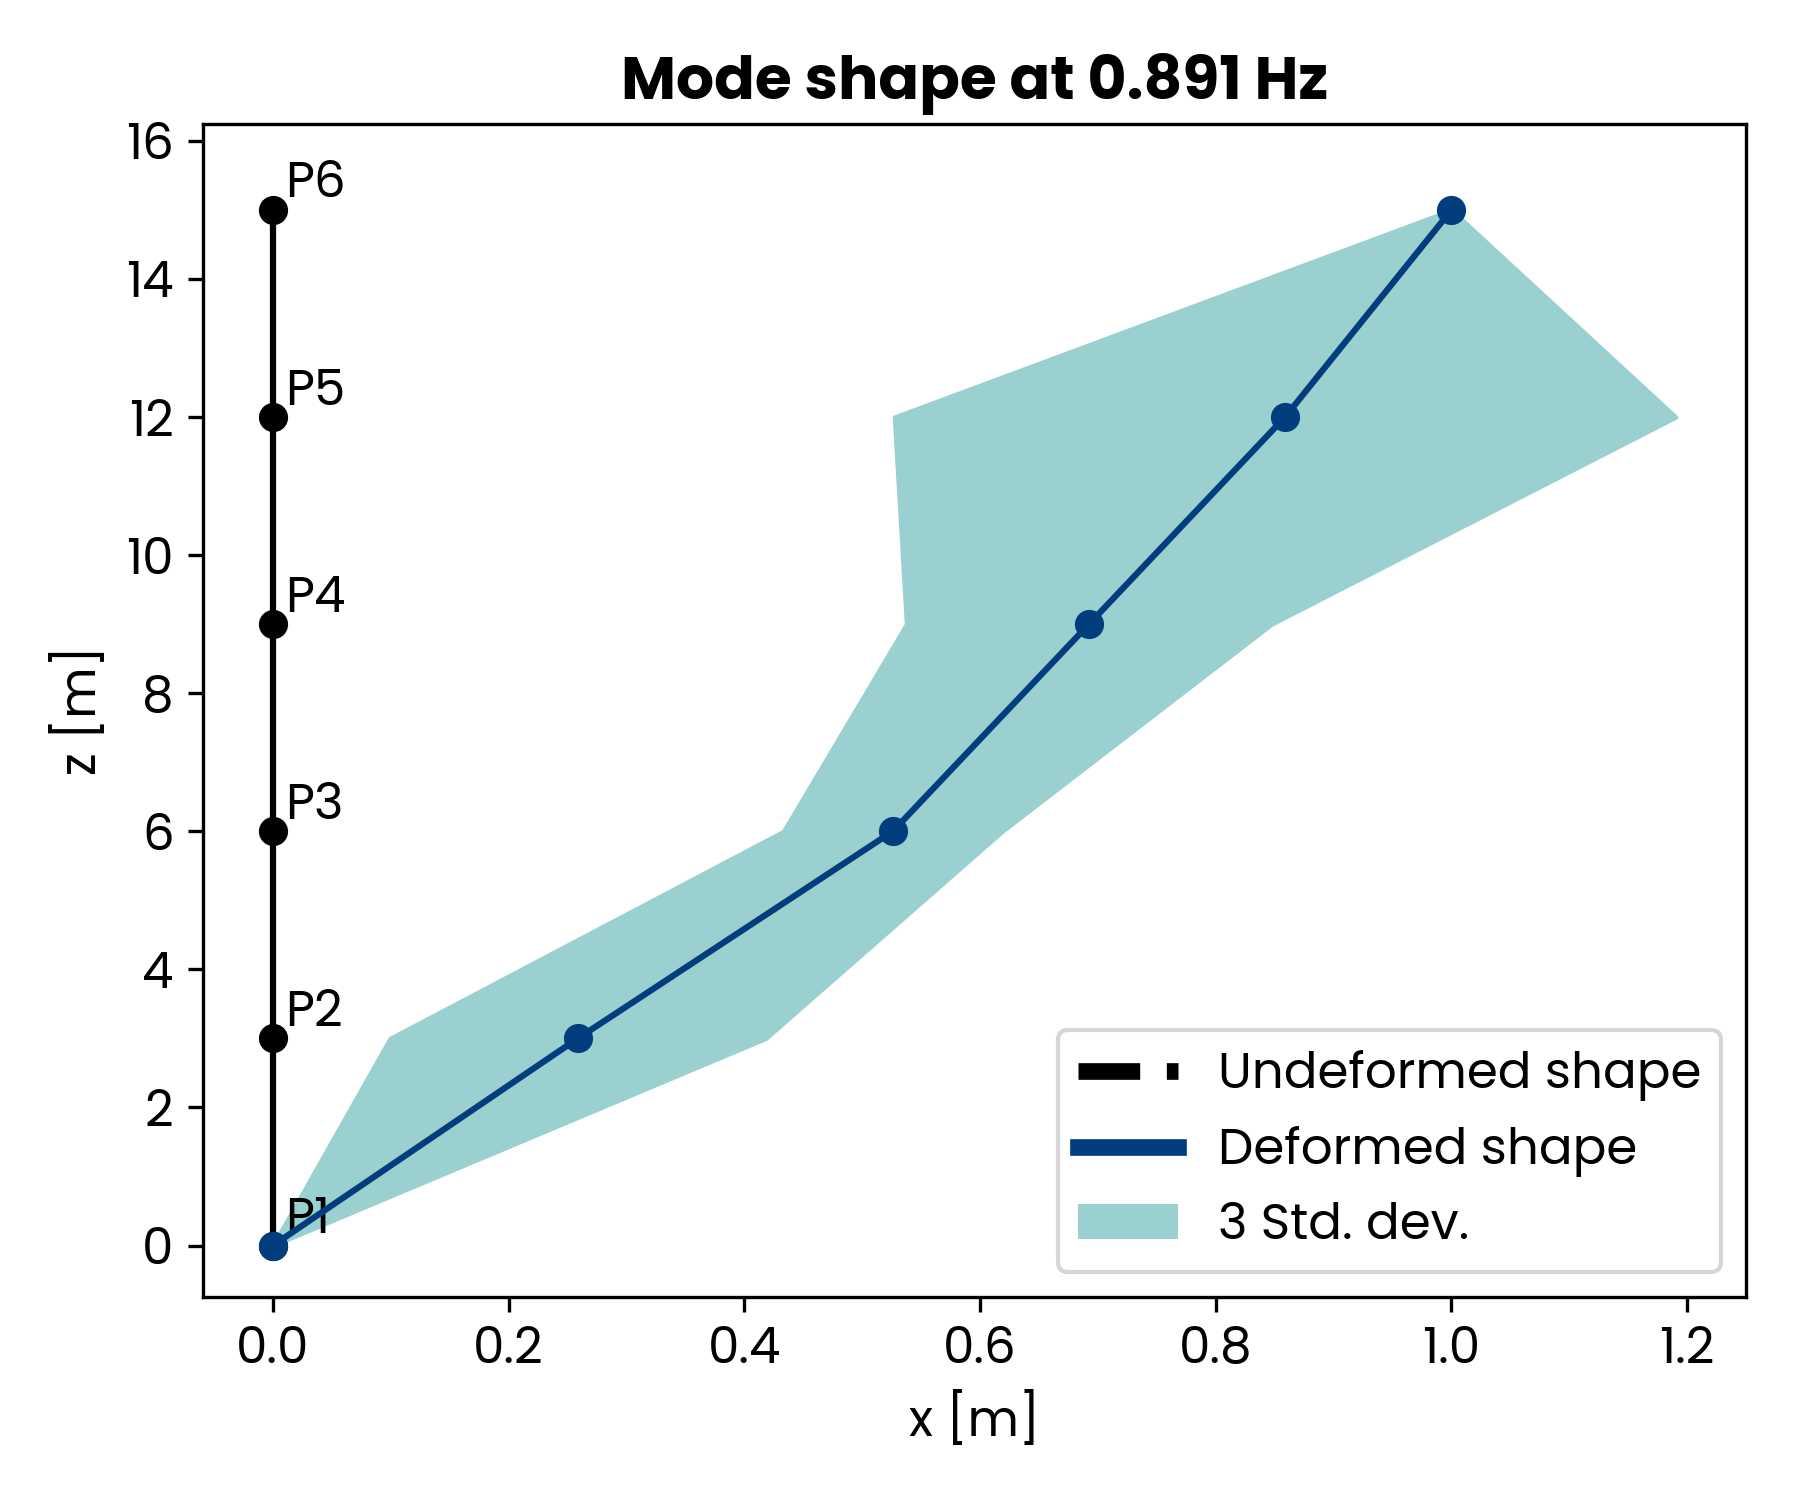 Mode shape at 0.891 Hz
16
14
12
10
8
6
4
2
0
z [m]
P6
P5
P4
P3
P2
P1
Undeformed shape
Deformed shape
3 Std. dev.
0.0 0.2 0.4 0.6 0.8 1.0 1.2
x [m]